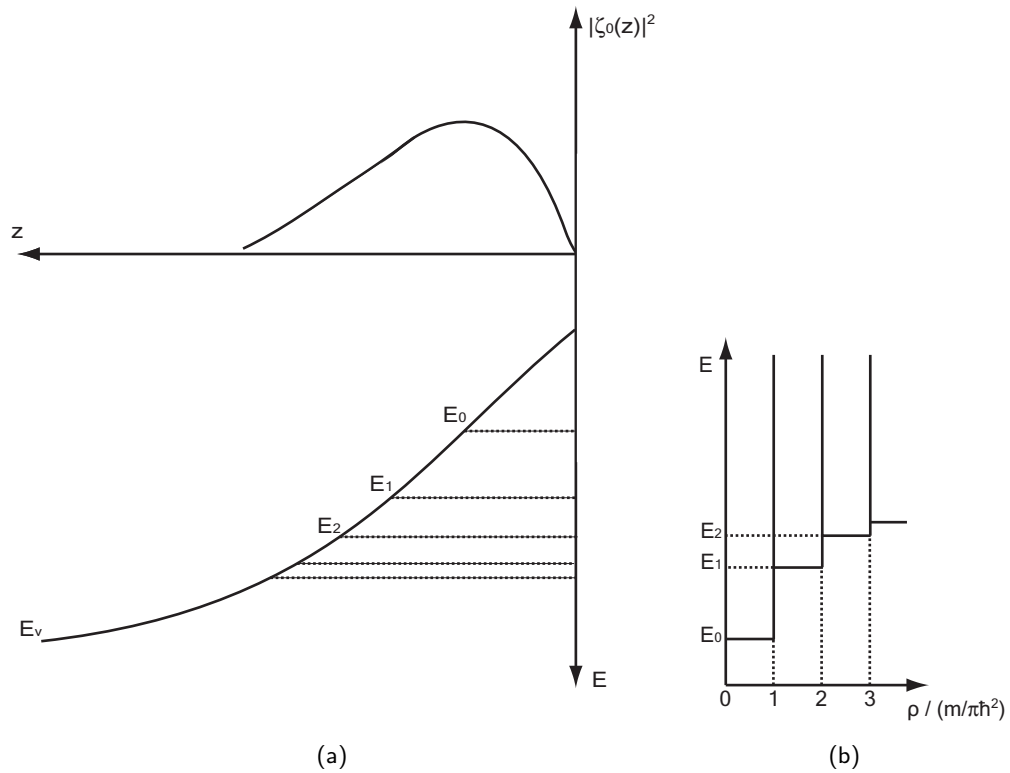 |ζ₀(z)|²
z
E₀
E₁
E₂
Eᵥ
E
(a)
E
E₂
E₁
E₀
0 1 2 3
ρ / (m/πħ²)
(b)